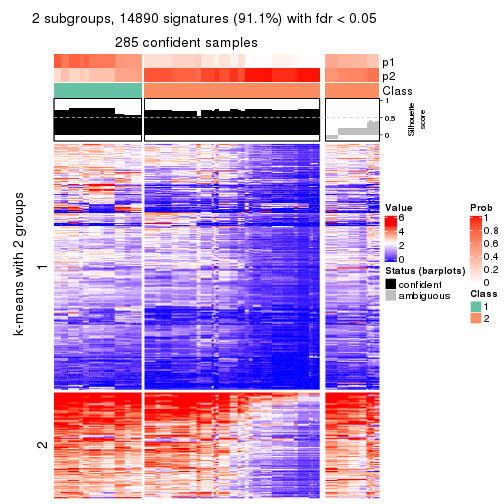 2 subgroups, 14890 signatures (91.1%) with fdr < 0.05
285 confident samples
p1
p2
Class
1
0.5
0
Silhouette
score
k-means with 2 groups
1
2
Value
6
4
2
0
Status (barplots)
confident
ambiguous
Prob
1
0.8
0.6
0.4
0.2
0
Class
1
2